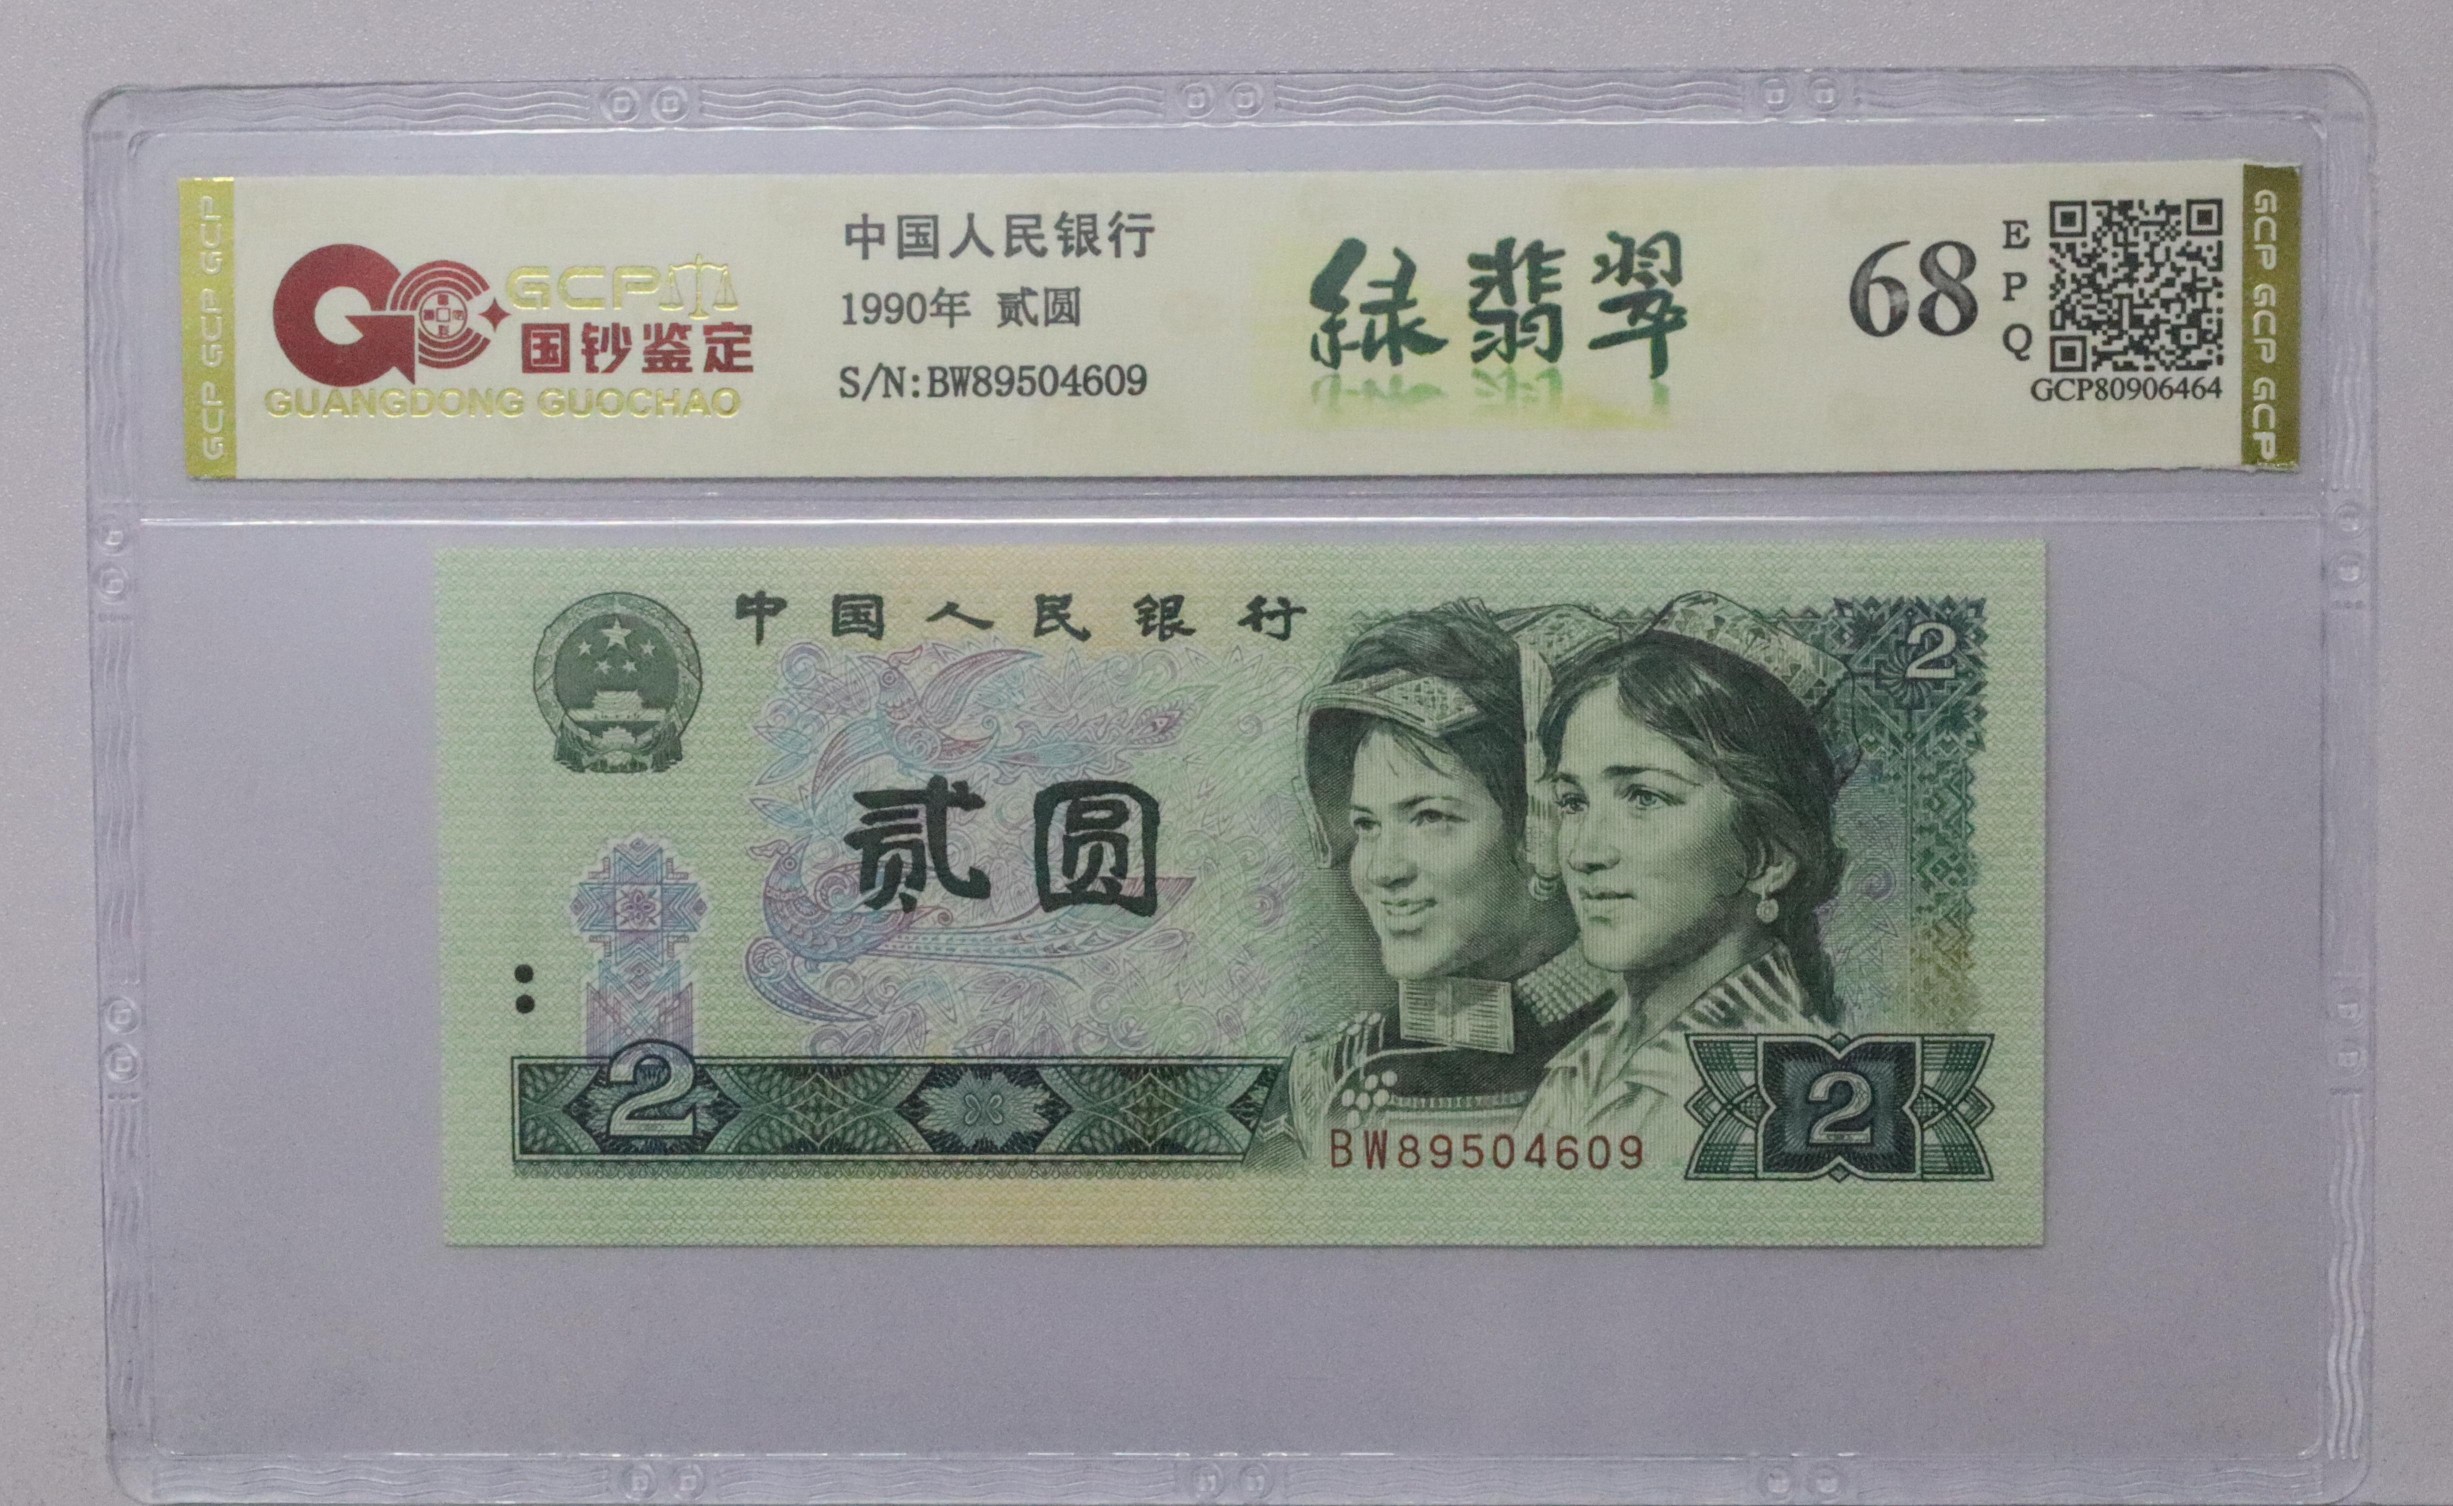 GCP GCP GCP
GCP
国钞鉴定
GUANGDONG GUOCHAO
中国人民银行
1990年 贰圆
S/N:BW89504609
绿翡翠
68
EPQ
GCP80906464
GCP GCP GCP
中国人民银行
2
贰圆
2
BW89504609
2